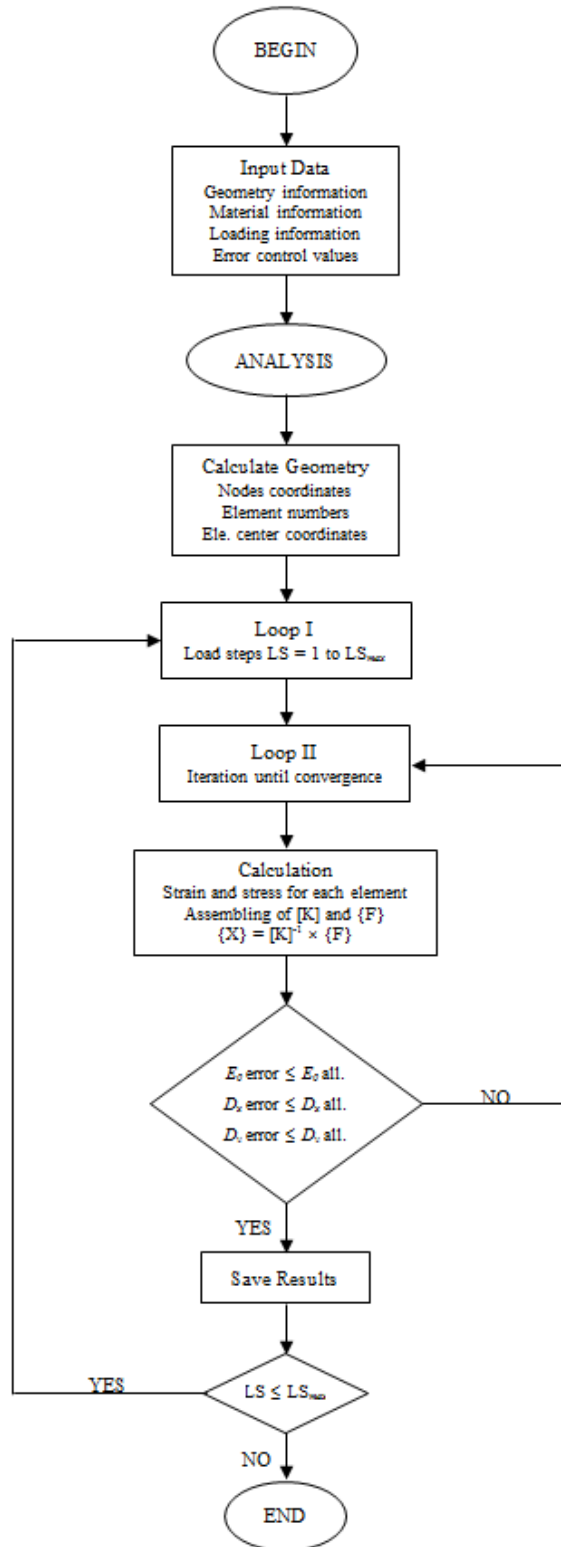 BEGIN
Input Data
Geometry information
Material information
Loading information
Error control values
ANALYSIS
Calculate Geometry
Nodes coordinates
Element numbers
Ele. center coordinates
Loop I
Load steps LS = 1 to LSmax
Loop II
Iteration until convergence
Calculation
Strain and stress for each element
Assembling of [K] and {F}
{X} = [K]⁻¹ × {F}
E₀ error ≤ E₀ all.
Dₓ error ≤ Dₓ all.
Dᵥ error ≤ Dᵥ all.
NO
YES
Save Results
YES
LS ≤ LSmax
NO
END